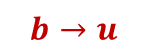 b → u